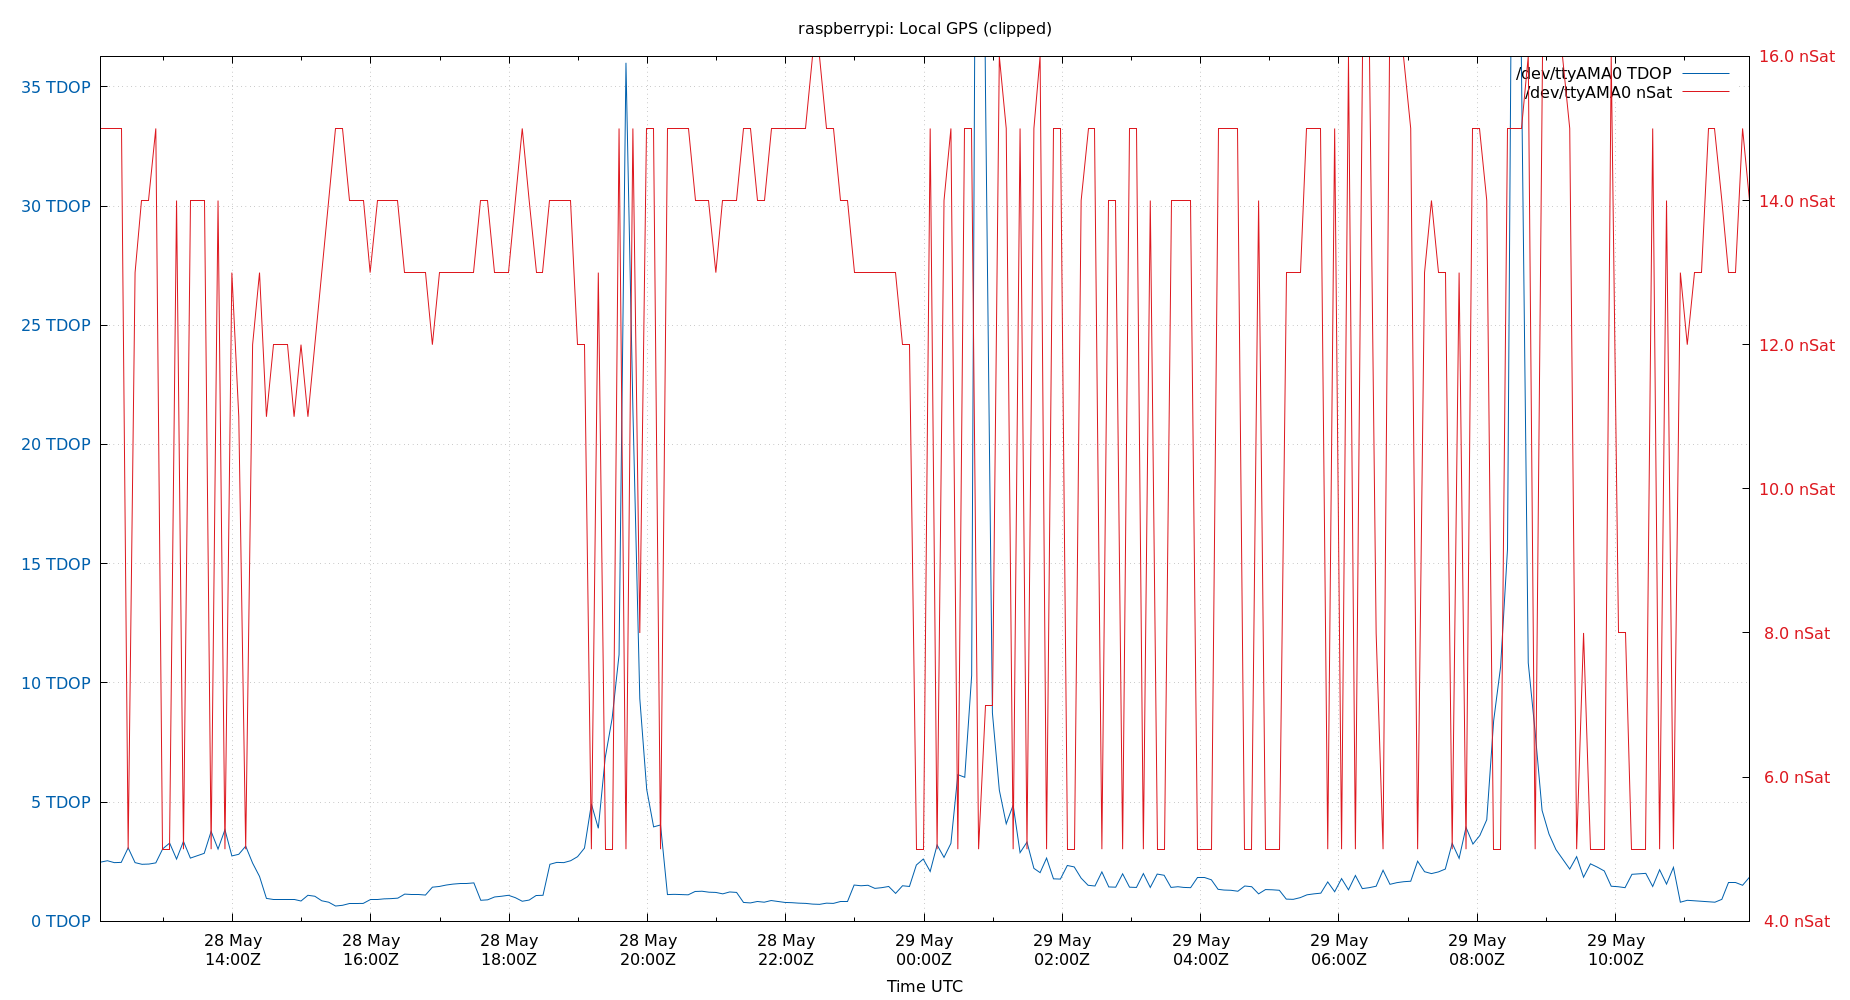 raspberrypi: Local GPS (clipped)
/dev/ttyAMA0 TDOP
/dev/ttyAMA0 nSat
35 TDOP
30 TDOP
25 TDOP
20 TDOP
15 TDOP
10 TDOP
5 TDOP
0 TDOP
16.0 nSat
14.0 nSat
12.0 nSat
10.0 nSat
8.0 nSat
6.0 nSat
4.0 nSat
28 May
14:00Z
28 May
16:00Z
28 May
18:00Z
28 May
20:00Z
28 May
22:00Z
29 May
00:00Z
29 May
02:00Z
29 May
04:00Z
29 May
06:00Z
29 May
08:00Z
29 May
10:00Z
Time UTC